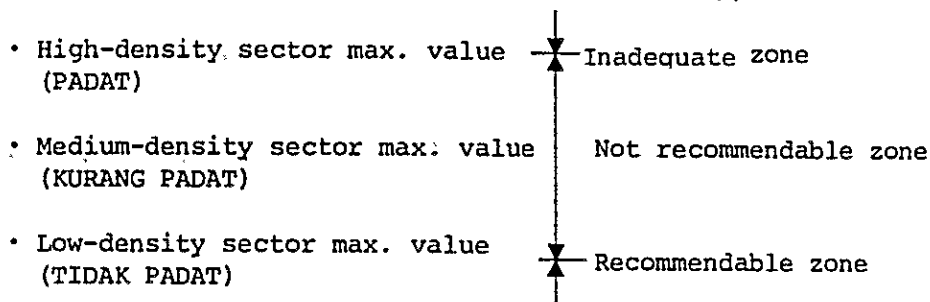 • High-density sector max. value Inadequate zone
(PADAT)
• Medium-density sector max. value Not recommendable zone
(KURANG PADAT)
• Low-density sector max. value Recommendable zone
(TIDAK PADAT)